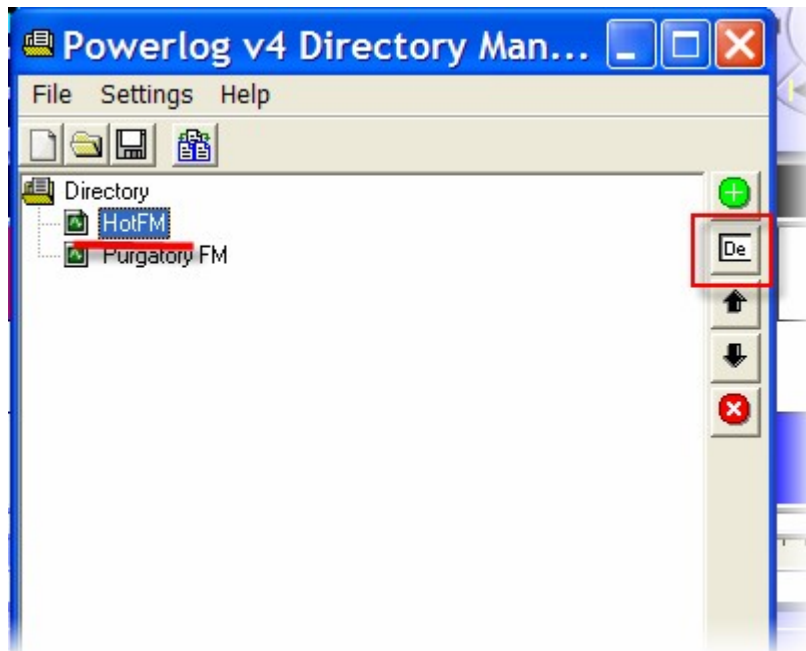 Powerlog v4 Directory Man...
File Settings Help
Directory
HotFM
Purgatory FM
De